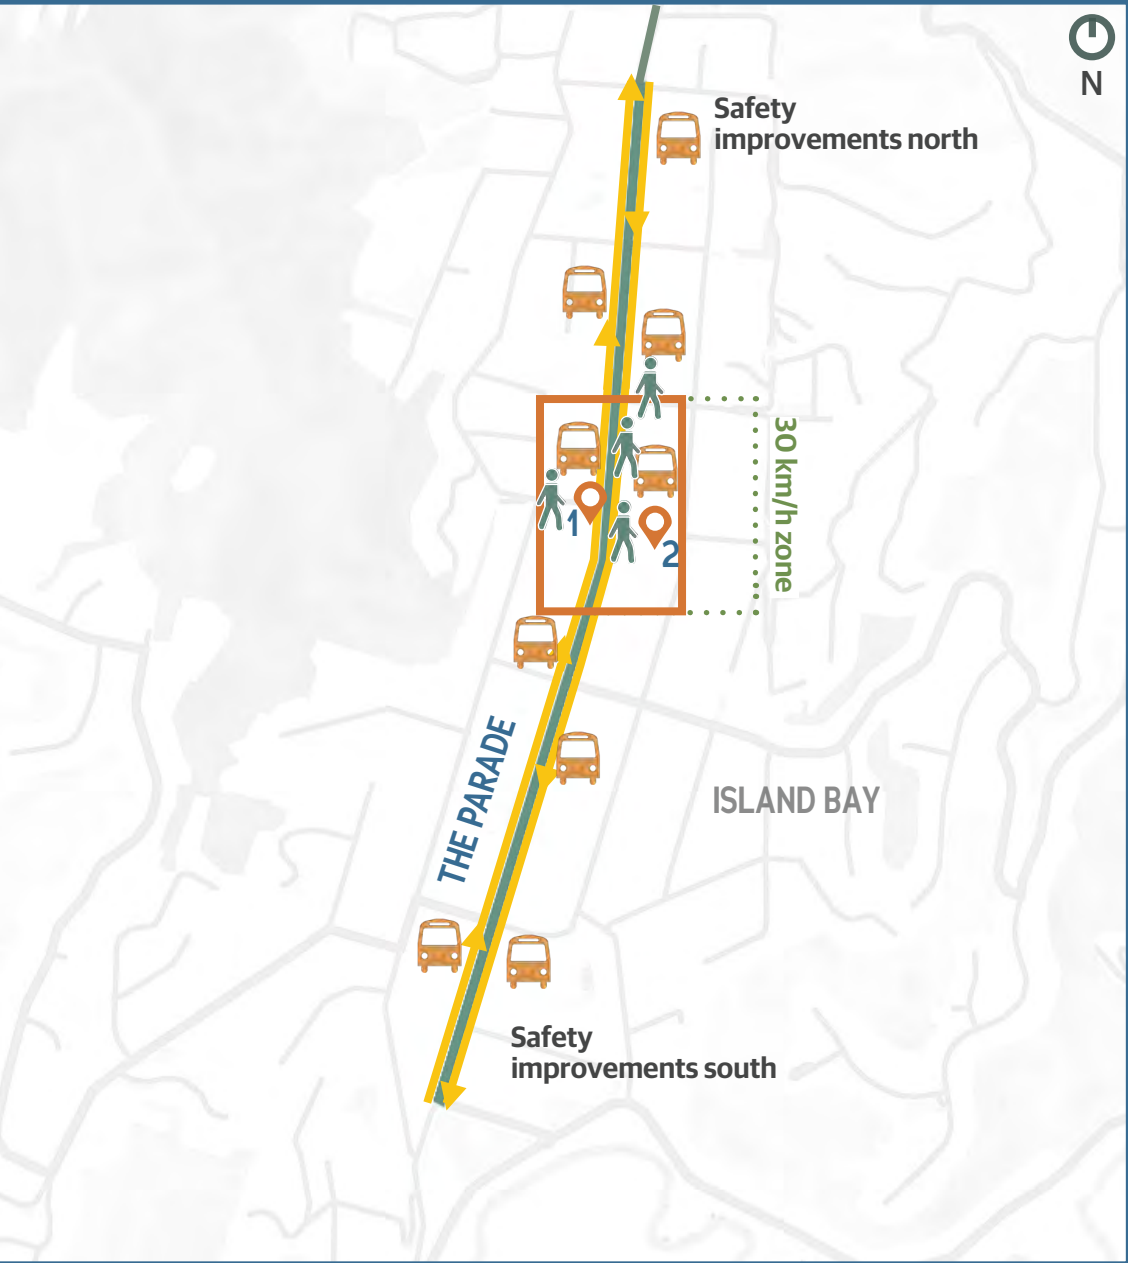 N
Safety
improvements north
30 km/h zone
1
2
THE PARADE
ISLAND BAY
Safety
improvements south